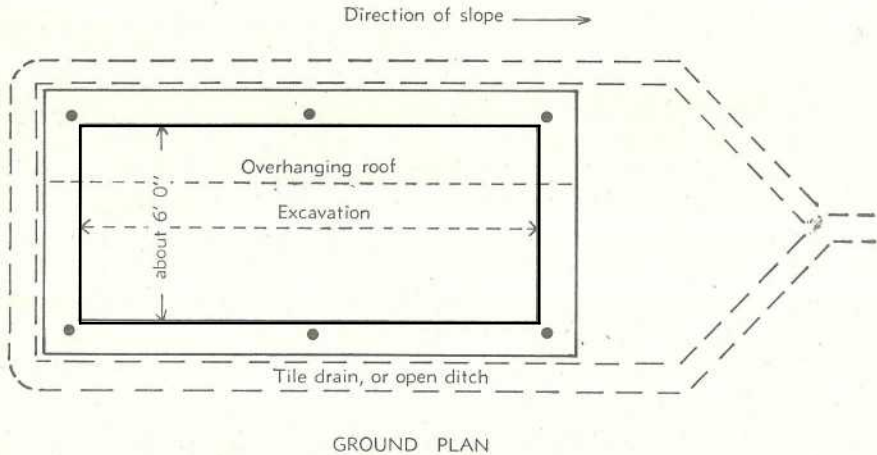 Direction of slope
Overhanging roof
Excavation
about 6' 0"
Tile drain, or open ditch
GROUND PLAN